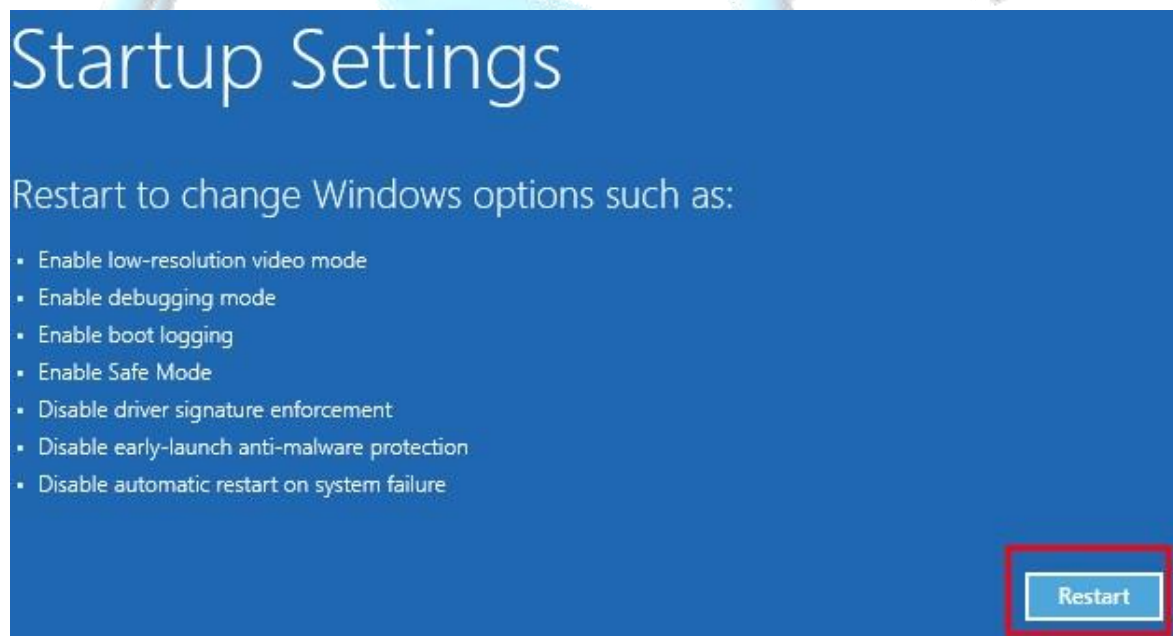 Startup Settings
Restart to change Windows options such as:
▪ Enable low-resolution video mode
▪ Enable debugging mode
▪ Enable boot logging
▪ Enable Safe Mode
▪ Disable driver signature enforcement
▪ Disable early-launch anti-malware protection
▪ Disable automatic restart on system failure
Restart